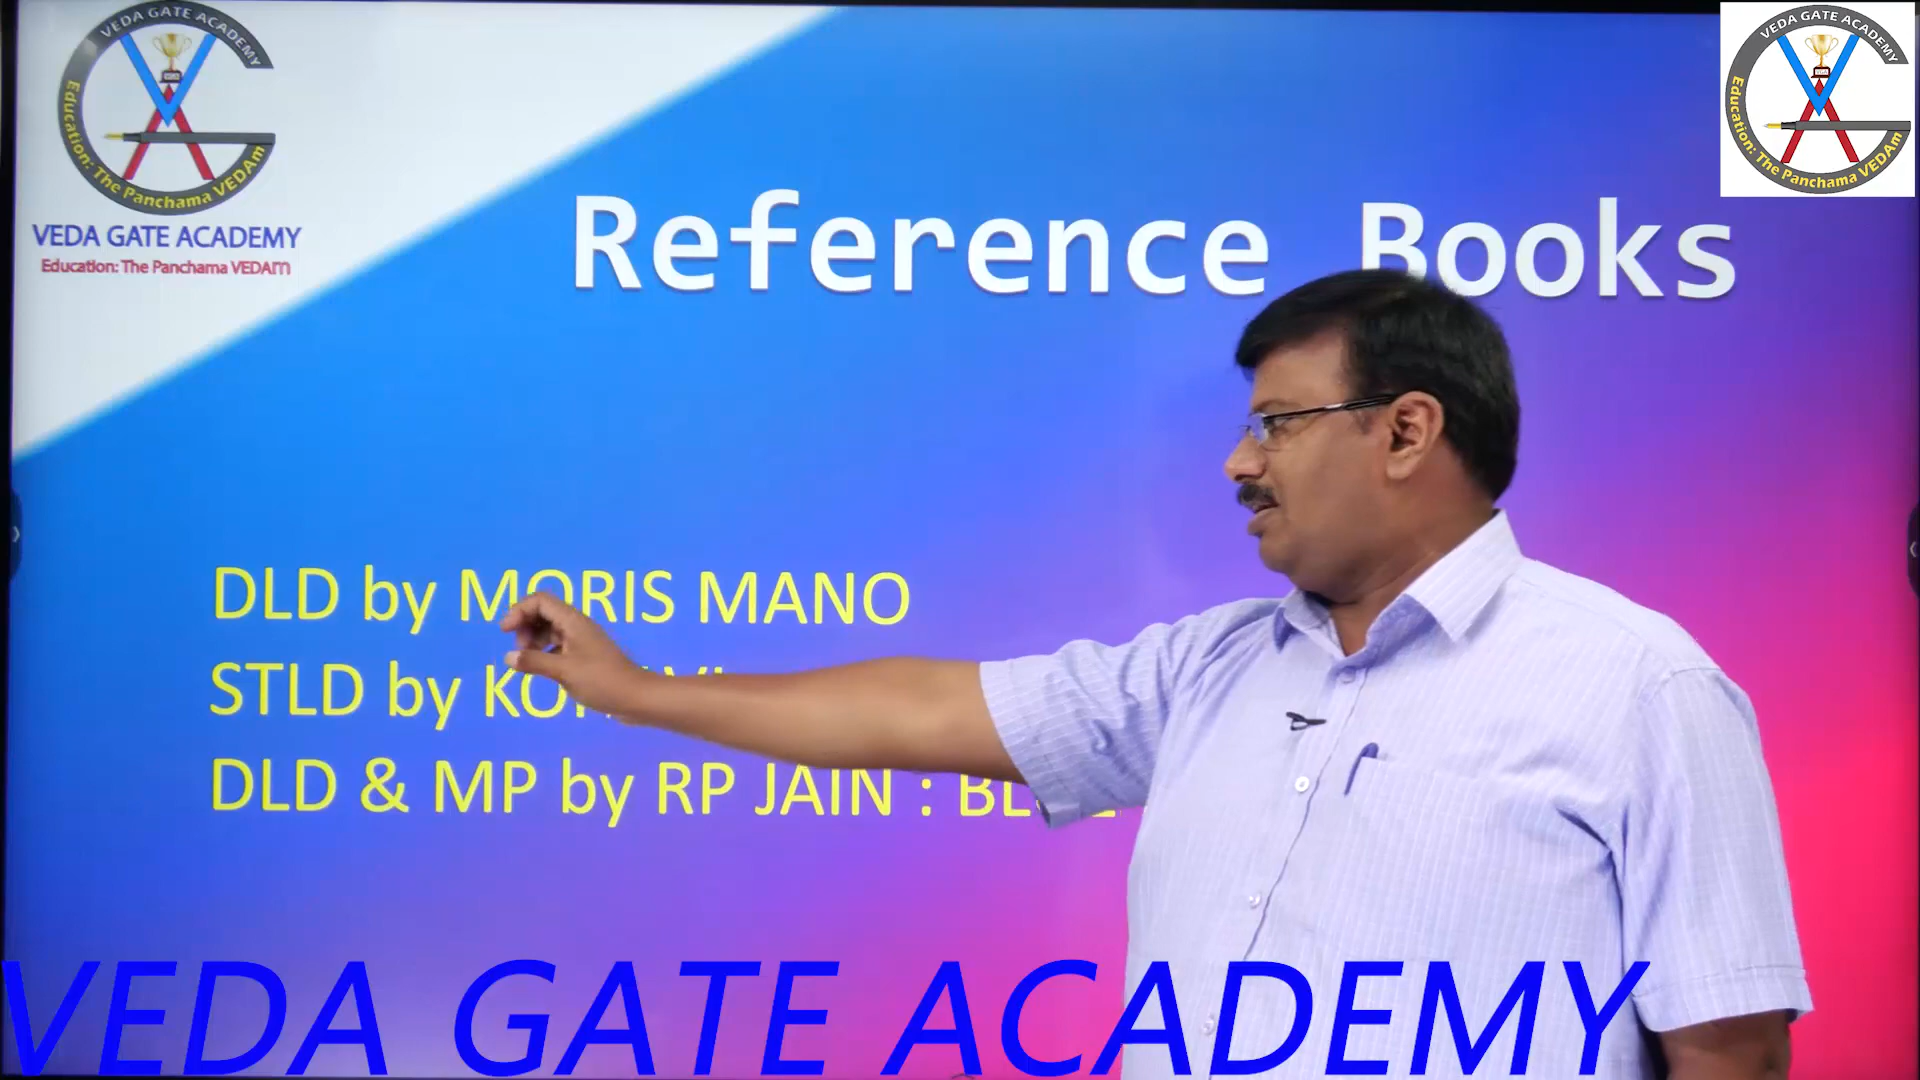 VEDA GATE ACADEMY
Education: The Panchama VEDAm
VEDA GATE ACADEMY
Education: The Panchama VEDAm
VEDA GATE ACADEMY
Education: The Panchama VEDAm
Reference Books
DLD by MORIS MANO
STLD by
DLD & MP by RP JAIN :
VEDA GATE ACADEMY